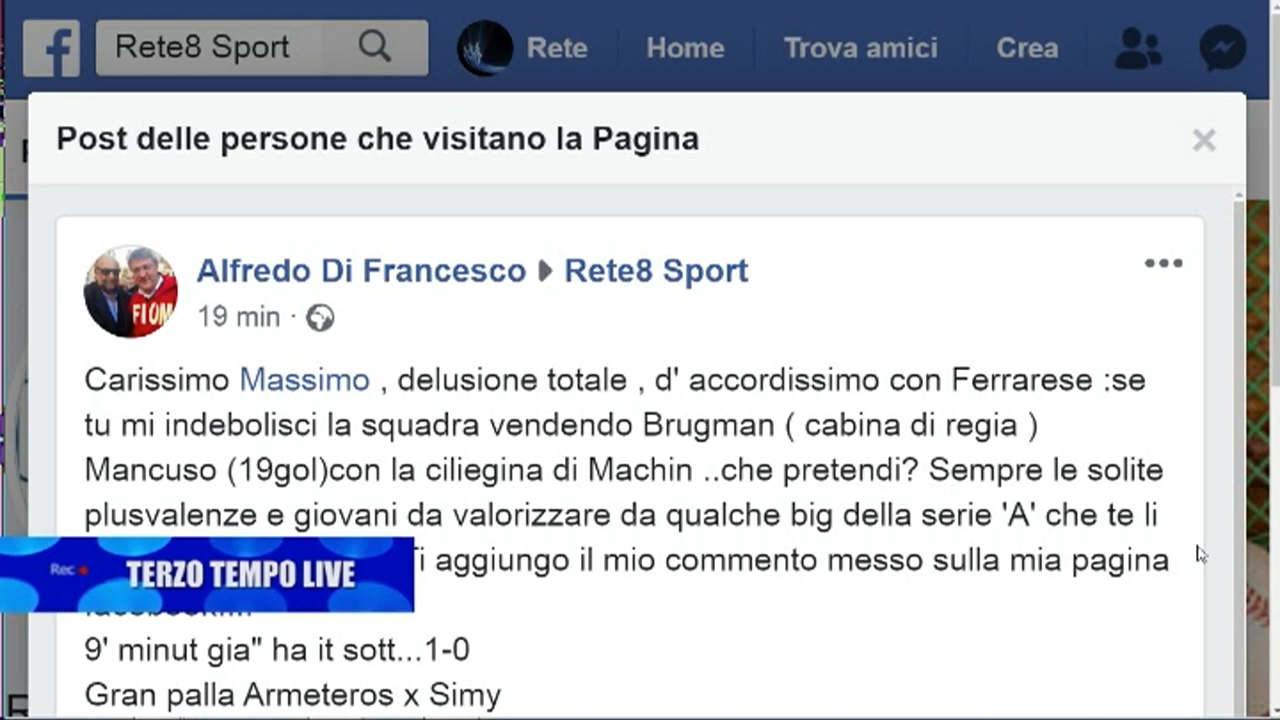 f
Rete8 Sport
Rete
Home
Trova amici
Crea
Post delle persone che visitano la Pagina
×
Alfredo Di Francesco Rete8 Sport
19 min ·
FIOM
Carissimo Massimo , delusione totale , d' accordissimo con Ferrarese :se
tu mi indebolisci la squadra vendendo Brugman ( cabina di regia )
Mancuso (19gol)con la ciliegina di Machin ..che pretendi? Sempre le solite
plusvalenze e giovani da valorizzare da qualche big della serie 'A' che te li
Ti aggiungo il mio commento messo sulla mia pagina
Rec
TERZO TEMPO LIVE
9' minut gia" ha it sott...1-0
Gran palla Armeteros x Simy